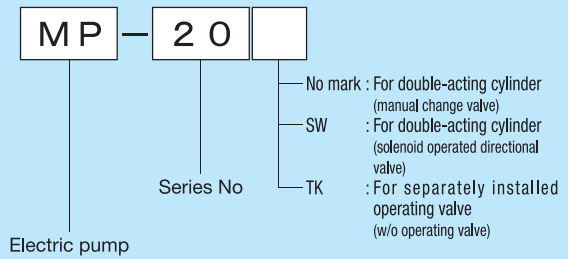 MP-20
No mark : For double-acting cylinder
(manual change valve)
SW : For double-acting cylinder
(solenoid operated directional
valve)
TK : For separately installed
operating valve
(w/o operating valve)
Series No
Electric pump